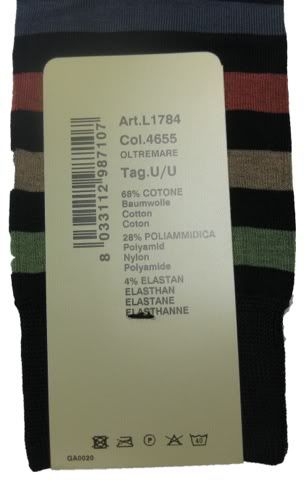 Art.L1784
Col.4655
OLTREMARE
Tag.U/U
68% COTONE
Baumwolle
Cotton
Coton
28% POLIAMMIDICA
Polyamid
Nylon
Polyamide
4% ELASTAN
ELASTHAN
ELASTANE
ELASTHANNE
8 033112 987107
P
40
GA0020